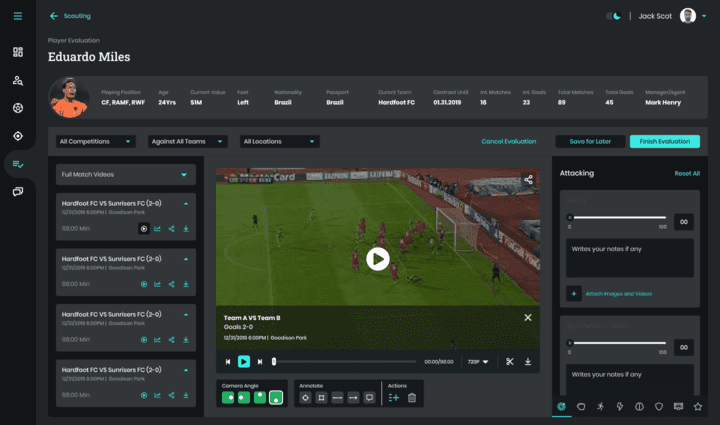 Scouting
Jack Scot
Player Evaluation
Eduardo Miles
Playing Position Age Current Value Foot Nationality Passport Curent Team Contract Until Int. Matches Int. Goals Total Matches Total Goals Manager/Agent
CF, RAMF, RWF 24Yrs $1M Left Brazil Brazil Hardfoot FC 01.31.2019 16 23 89 45 Mark Henry
All Competitions Against All Teams All Locations Cancel Evaluation Save for Later Finish Evaluation
Full Match Videos
Hardfoot FC VS Sunrisers FC (2-0)
12/31/2019 6:00PM | Goodison Park
98:00 Min
Hardfoot FC VS Sunrisers FC (2-0)
12/31/2019 6:00PM | Goodison Park
98:00 Min
Hardfoot FC VS Sunrisers FC (2-0)
12/31/2019 6:00PM | Goodison Park
98:00 Min
Hardfoot FC VS Sunrisers FC (2-0)
12/31/2019 6:00PM | Goodison Park
98:00 Min
MasterCard
Team A VS Team B
Goals 2-0
12/31/2019 6:00PM | Goodison Park
00:00/98:00 720P
Camera Angle Annotate Actions
Attacking Reset All
0 100 00
Writes your notes if any
+ Attach Images and Videos
0 100 00
Writes your notes if any